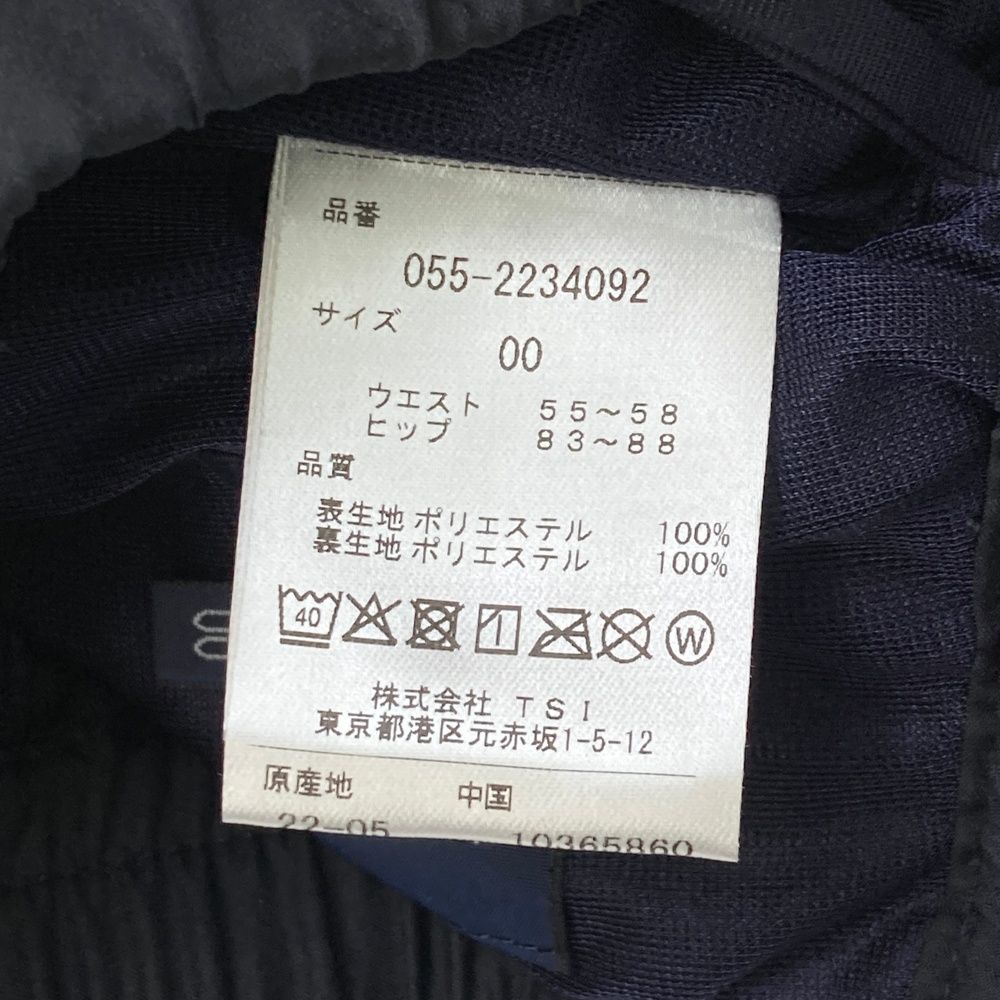 品番
055-2234092
サイズ
00
ウエスト 55～58
ヒップ 83～88
品質
表生地 ポリエステル 100%
裏生地 ポリエステル 100%
40 W
株式会社 TSI
東京都港区元赤坂1-5-12
原産地 中国
22-05 10365860